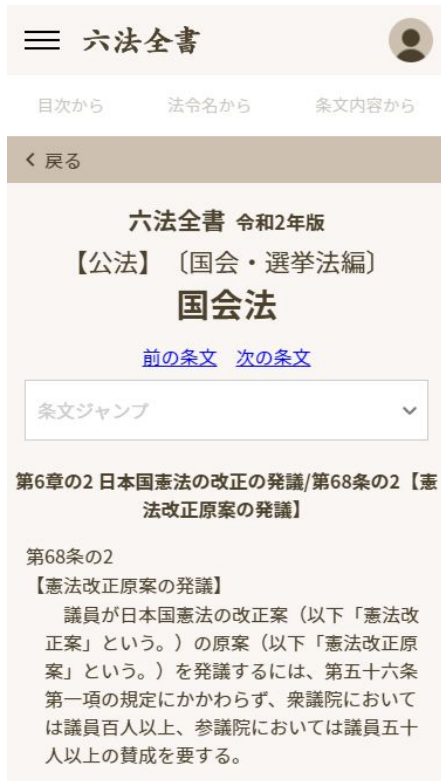 六法全書
目次から 法令名から 条文内容から
戻る
六法全書 令和2年版
【公法】〔国会・選挙法編〕
国会法
前の条文 次の条文
条文ジャンプ
第6章の2 日本国憲法の改正の発議/第68条の2【憲
法改正原案の発議】
第68条の2
【憲法改正原案の発議】
議員が日本国憲法の改正案（以下「憲法改
正案」という。）の原案（以下「憲法改正原
案」という。）を発議するには、第五十六条
第一項の規定にかかわらず、衆議院において
は議員百人以上、参議院においては議員五十
人以上の賛成を要する。